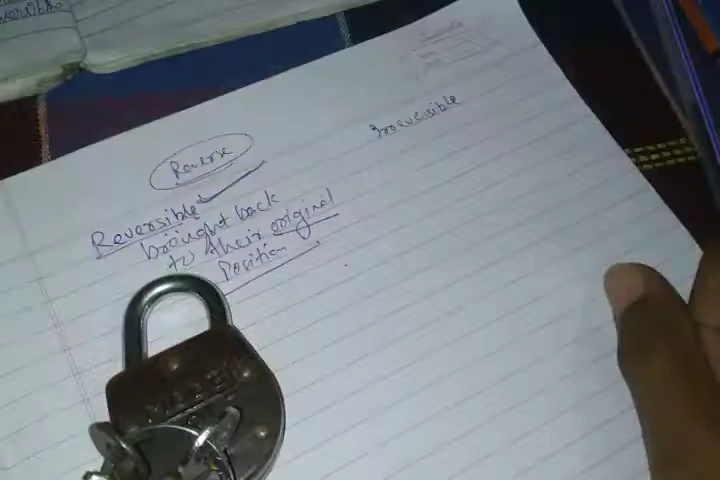 Reverse
Irreversible
Reversible
brought back
to their original
Position